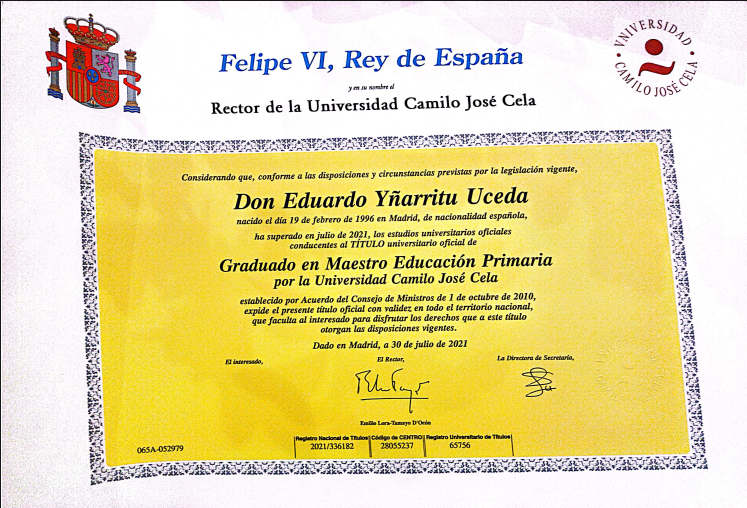 Felipe VI, Rey de España
y en su nombre el
Rector de la Universidad Camilo José Cela
UNIVERSIDAD
CAMILO JOSÉ CELA
Considerando que, conforme a las disposiciones y circunstancias previstas por la legislación vigente,
Don Eduardo Yñarritu Uceda
nacido el día 19 de febrero de 1996 en Madrid, de nacionalidad española,
ha superado en julio de 2021, los estudios universitarios oficiales
conducentes al TÍTULO universitario oficial de
Graduado en Maestro Educación Primaria
por la Universidad Camilo José Cela
establecido por Acuerdo del Consejo de Ministros de 1 de octubre de 2010,
expide el presente título oficial con validez en todo el territorio nacional,
que faculta al interesado para disfrutar los derechos que a este título
otorgan las disposiciones vigentes.
Dado en Madrid, a 30 de julio de 2021
El interesado, El Rector, La Directora de Secretaría,
Emilio Lora-Tamayo D'Ocón
065A-052979
Registro Nacional de Títulos Código de CENTRO Registro Universitario de Títulos
2021/336182 28055237 65756